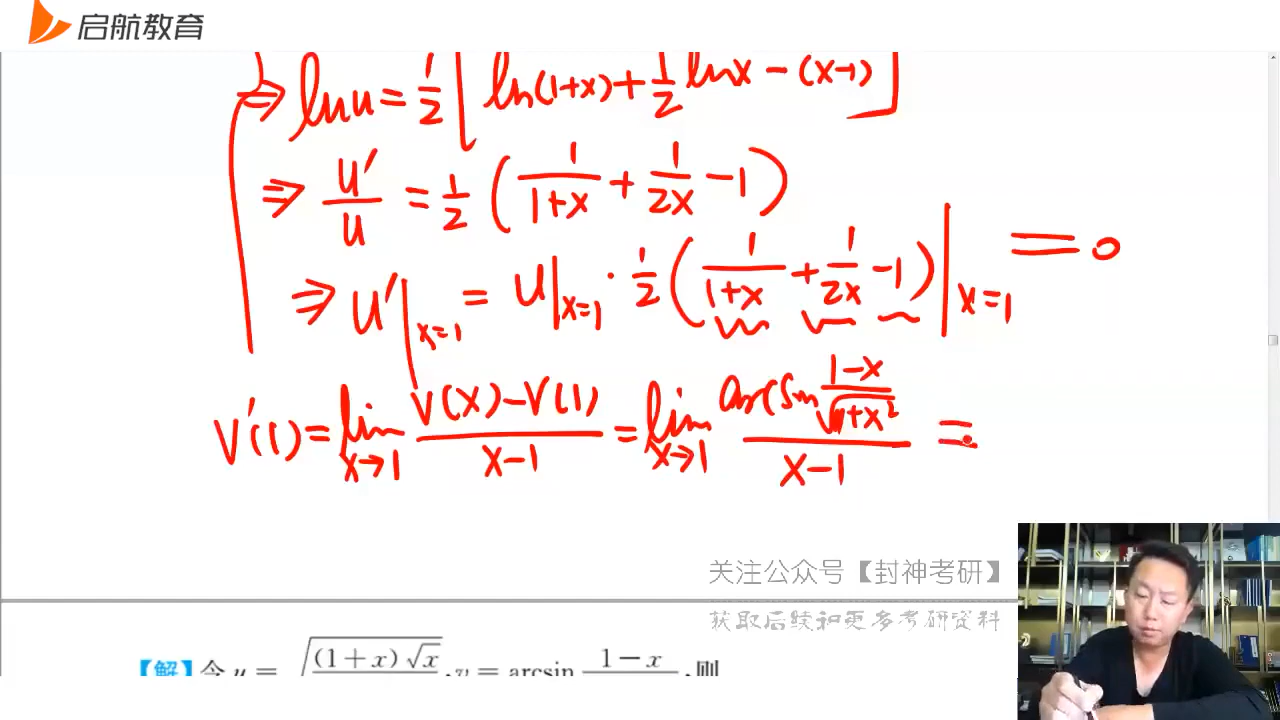 启航教育
⇒ ln u = 1/2 [ ln(1+x) + 1/2 ln x − (x−1) ]
⇒ u′/u = 1/2 ( 1/(1+x) + 1/(2x) − 1 )
⇒ u′|x=1 = u|x=1 · 1/2 ( 1/(1+x) + 1/(2x) − 1 )|x=1 = 0
v′(1) = lim x→1 (v(x)−v(1))/(x−1) = lim x→1 (arcsin (1−x)/√(1+x²))/(x−1) =
关注公众号【封神考研】
获取后续和更多考研资料
【解】令 u = √((1+x)√x) , v = arcsin 1−x ,则